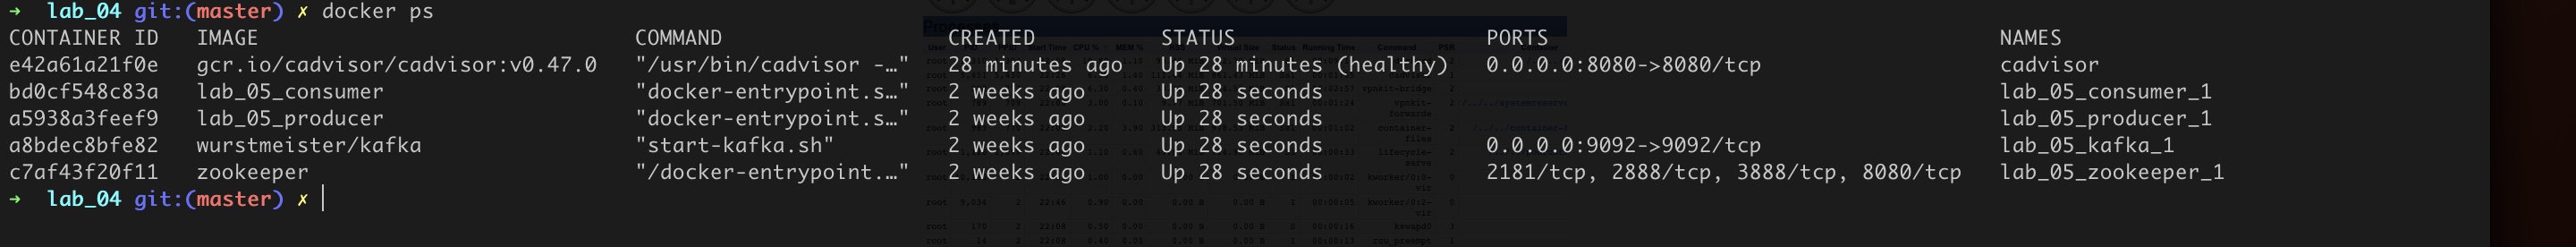 ➜ lab_04 git:(master) ✗ docker ps
CONTAINER ID   IMAGE                             COMMAND                  CREATED          STATUS                    PORTS                                    NAMES
e42a61a21f0e   gcr.io/cadvisor/cadvisor:v0.47.0   "/usr/bin/cadvisor -…"   28 minutes ago   Up 28 minutes (healthy)   0.0.0.0:8080->8080/tcp                   cadvisor
bd0cf548c83a   lab_05_consumer                    "docker-entrypoint.s…"   2 weeks ago      Up 28 seconds                                                      lab_05_consumer_1
a5938a3feef9   lab_05_producer                    "docker-entrypoint.s…"   2 weeks ago      Up 28 seconds                                                      lab_05_producer_1
a8bdec8bfe82   wurstmeister/kafka                 "start-kafka.sh"         2 weeks ago      Up 28 seconds             0.0.0.0:9092->9092/tcp                   lab_05_kafka_1
c7af43f20f11   zookeeper                          "/docker-entrypoint.…"   2 weeks ago      Up 28 seconds             2181/tcp, 2888/tcp, 3888/tcp, 8080/tcp   lab_05_zookeeper_1
➜ lab_04 git:(master) ✗